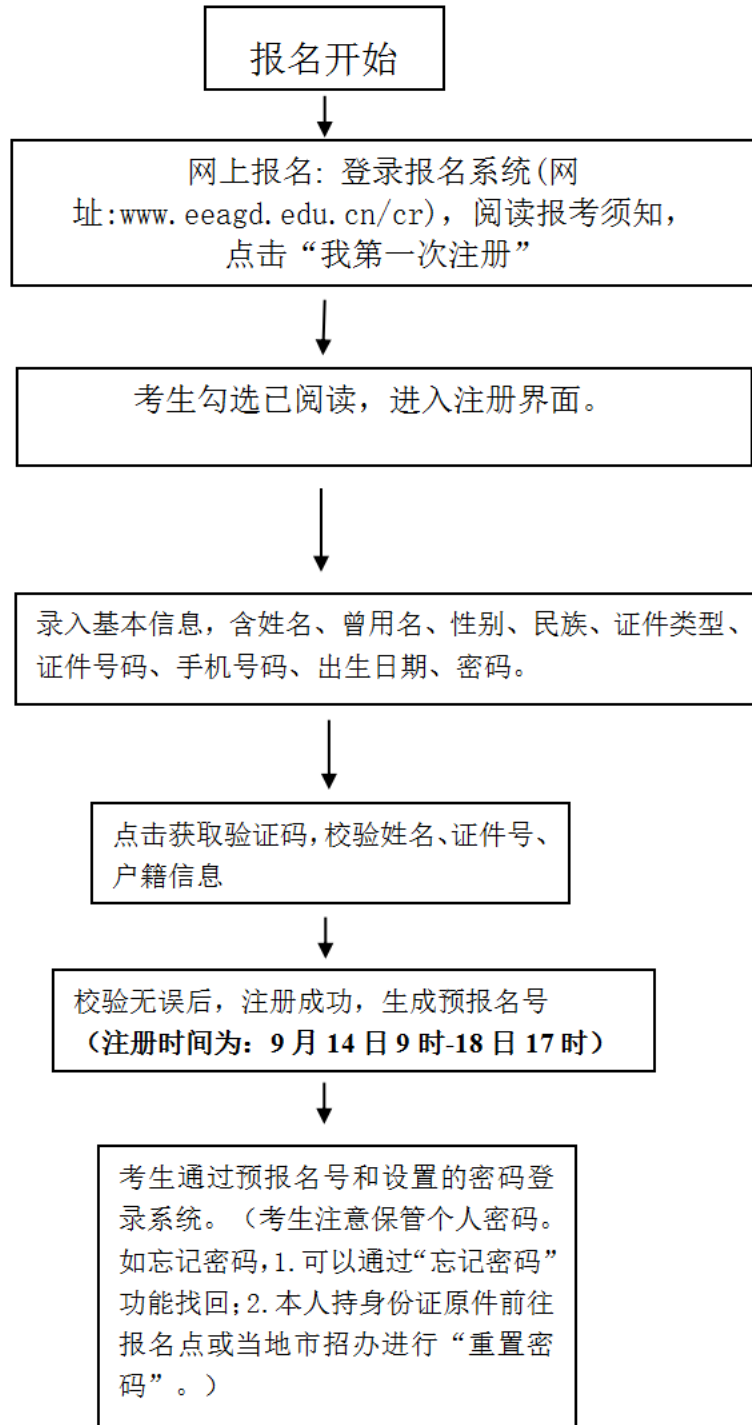 报名开始
网上报名: 登录报名系统(网
址:www.eeagd.edu.cn/cr)，阅读报考须知，
点击“我第一次注册”
考生勾选已阅读，进入注册界面。
录入基本信息，含姓名、曾用名、性别、民族、证件类型、
证件号码、手机号码、出生日期、密码。
点击获取验证码，校验姓名、证件号、
户籍信息
校验无误后，注册成功，生成预报名号
（注册时间为：9 月 14 日 9 时-18 日 17 时）
考生通过预报名号和设置的密码登
录系统。（考生注意保管个人密码。
如忘记密码，1.可以通过“忘记密码”
功能找回；2.本人持身份证原件前往
报名点或当地市招办进行“重置密
码”。）